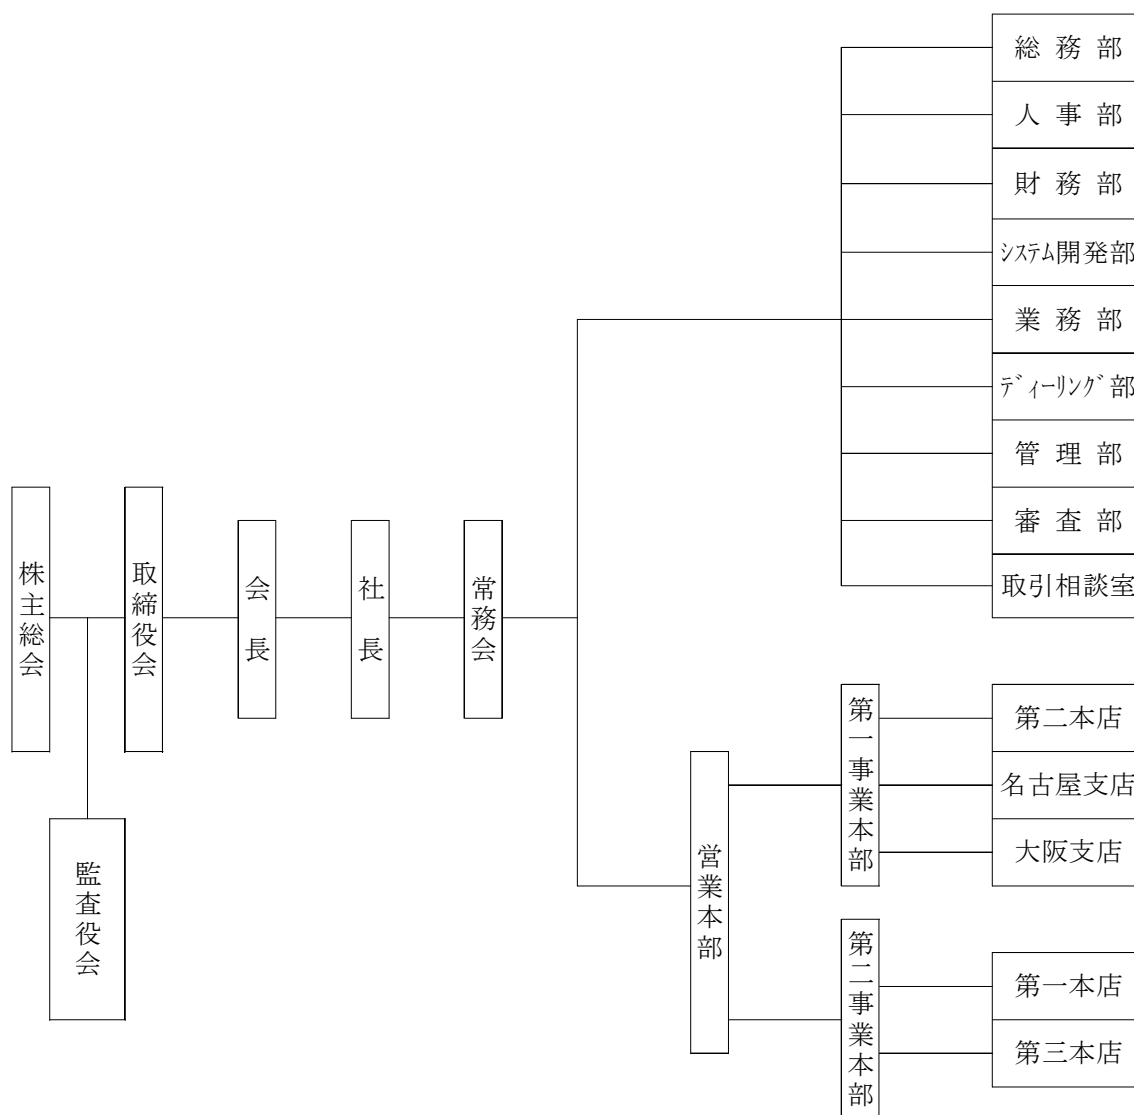 株主総会
監査役会
取締役会
会長
社長
常務会
総務部
人事部
財務部
ｼｽﾃﾑ開発部
業務部
ﾃﾞｨｰﾘﾝｸﾞ部
管理部
審査部
取引相談室
営業本部
第一事業本部
第二本店
名古屋支店
大阪支店
第二事業本部
第一本店
第三本店